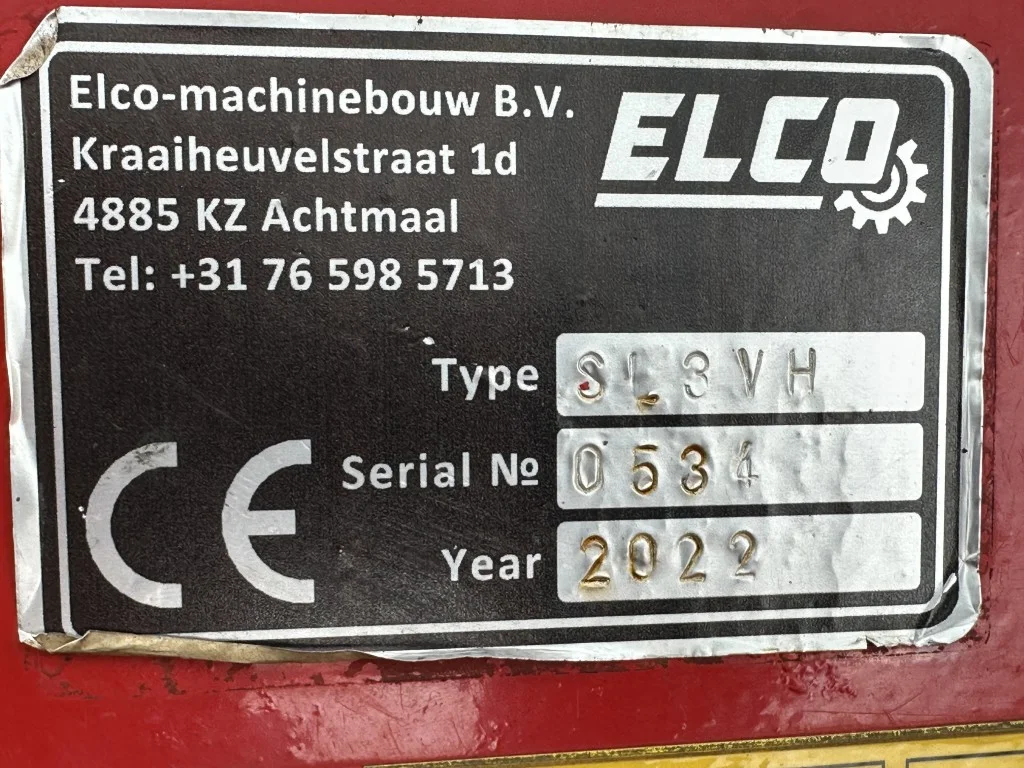 Elco-machinebouw B.V.
Kraaiheuvelstraat 1d
4885 KZ Achtmaal
Tel: +31 76 598 5713
ELCO
Type SL3VH
Serial № 0534
Year 2022
CE